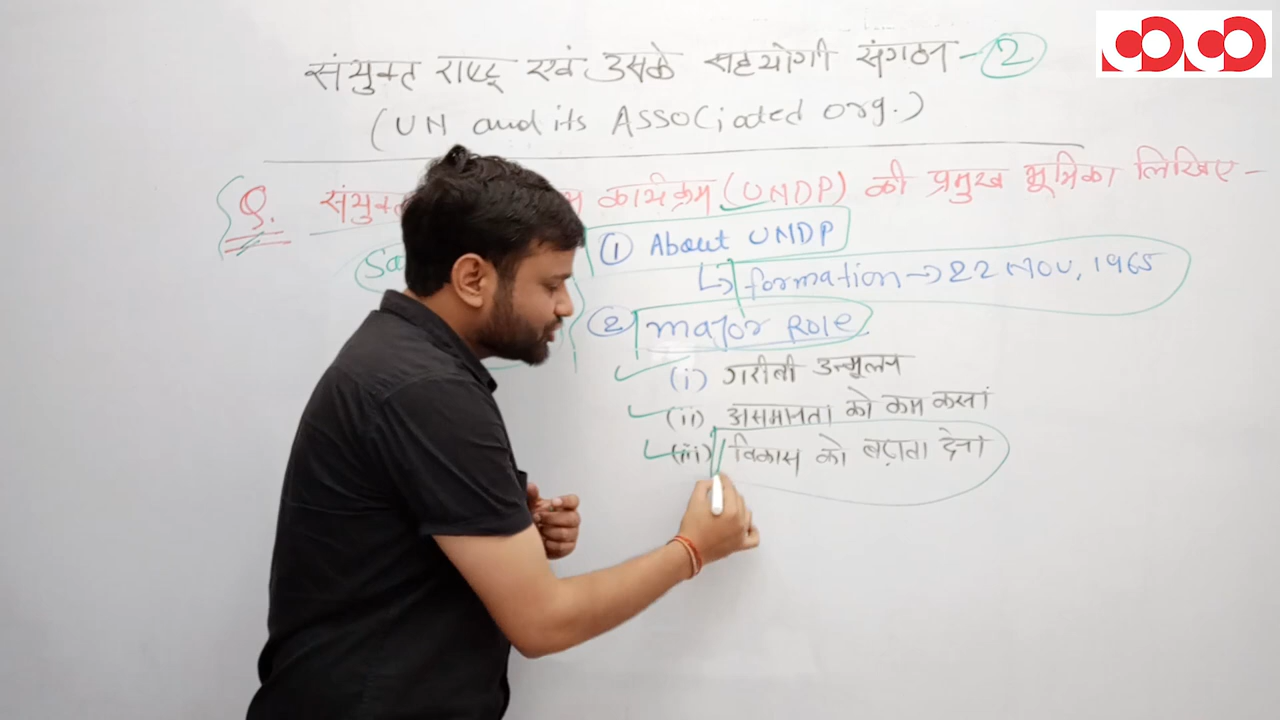 संयुक्त राष्ट्र एवं उसके सहयोगी संगठन - 2
(UN and its Associated org.)
Q. संयुक्त कार्यक्रम (UNDP) की प्रमुख भूमिका लिखिए -
① About UNDP
↳ formation → 22 NOV, 1965
② major Role
(i) गरीबी उन्मूलन
(ii) असमानता को कम करना
(iii) विकास को बढ़ावा देना